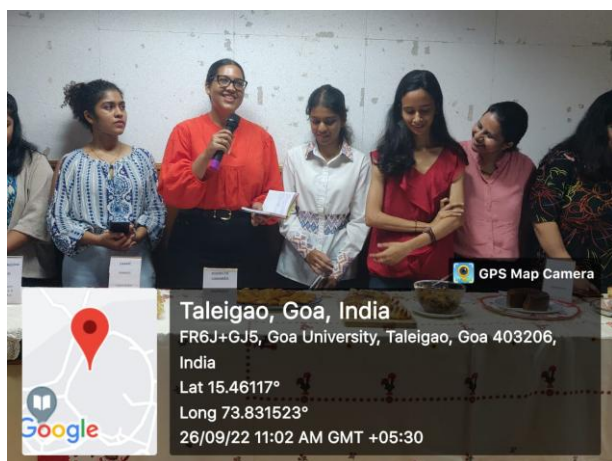 GPS Map Camera
Taleigao, Goa, India
FR6J+GJ5, Goa University, Taleigao, Goa 403206,
India
Lat 15.46117°
Long 73.831523°
26/09/22 11:02 AM GMT +05:30
Google